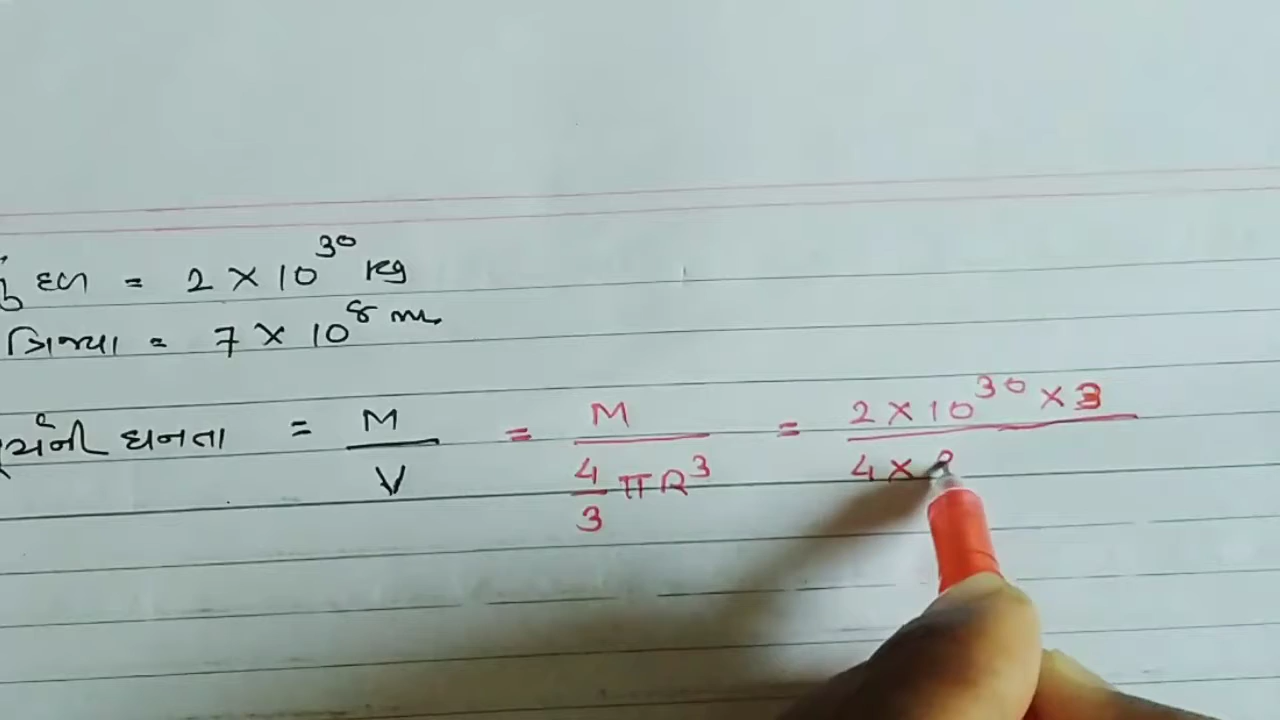 દળ = 2 × 10³⁰ kg
ત્રિજ્યા = 7 × 10⁸ m
ઘનતા = M/V = M/(4/3 πR³) = (2 × 10³⁰ × 3)/(4 ×